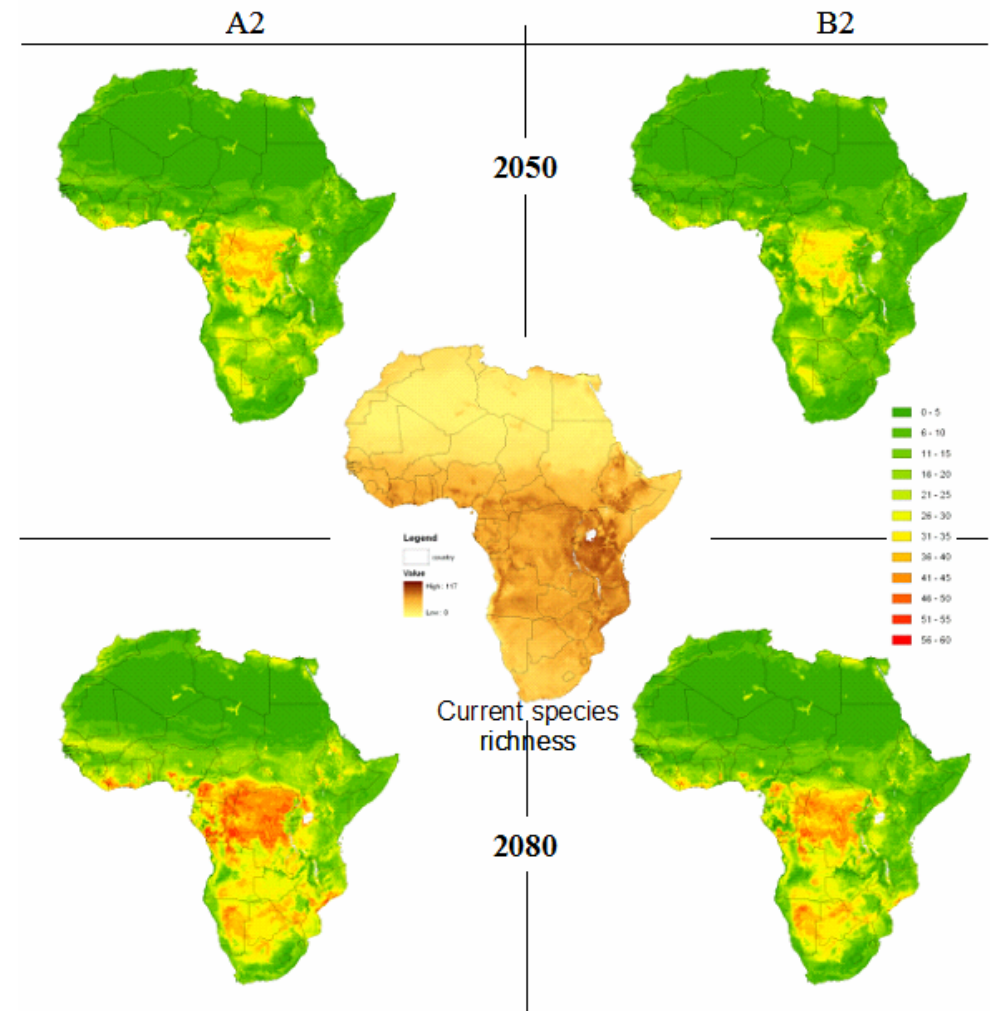 A2
B2
2050
0 - 5
6 - 10
11 - 15
16 - 20
21 - 25
26 - 30
31 - 35
36 - 40
41 - 45
46 - 50
51 - 55
56 - 60
Legend
country
Value
High : 117
Low : 0
Current species
richness
2080